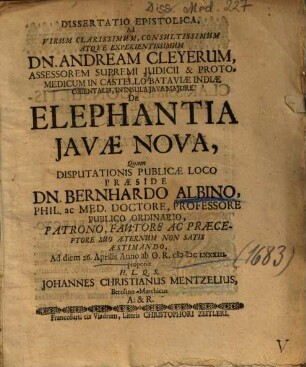 Diss. Med. 227
DISSERTATIO EPISTOLICA,
Ad
VIRUM CLARISSIMUM, CONSULTISSIMUM
ATQVE EXPERIENTISSIMUM
DN. ANDREAM CLEYERUM,
ASSESSOREM SUPREMI JUDICII & PROTO-
MEDICUM IN CASTELLO BATAVIÆ INDIÆ
ORIENTALIS, IN INSULA JAVA MAJORE
De
ELEPHANTIA
JAVÆ NOVA,
Quam
DISPUTATIONIS PUBLICÆ LOCO
PRÆSIDE
DN. BERNHARDO ALBINO,
PHIL. ac MED. DOCTORE, PROFESSORE
PUBLICO ORDINARIO,
PATRONO, FAUTORE AC PRÆCE-
PTORE SUO ÆTERNUM NON SATIS
ÆSTIMANDO,
Ad diem 26. Aprilis Anno ab O. R. cIↃ IↃc LXXXIII.
proponit
H. L. Q. S.
JOHANNES CHRISTIANUS MENTZELIUS,
Berolino-Marchicus
A. & R.
(1683)
Francofurti cis Viadrum, Literis CHRISTOPHORI ZEITLERI.
V